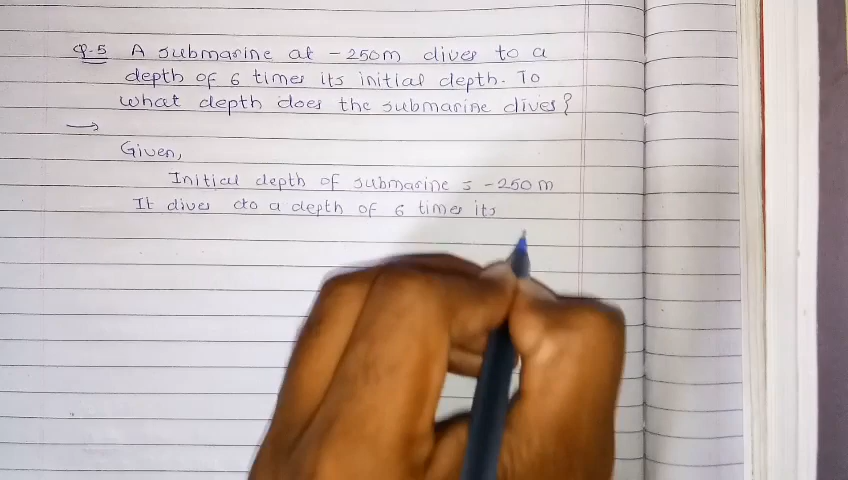 Q-5 A submarine at -250m dives to a
depth of 6 times its initial depth. To
what depth does the submarine dives?
→
Given,
Initial depth of submarine = -250 m
It dives to a depth of 6 times its